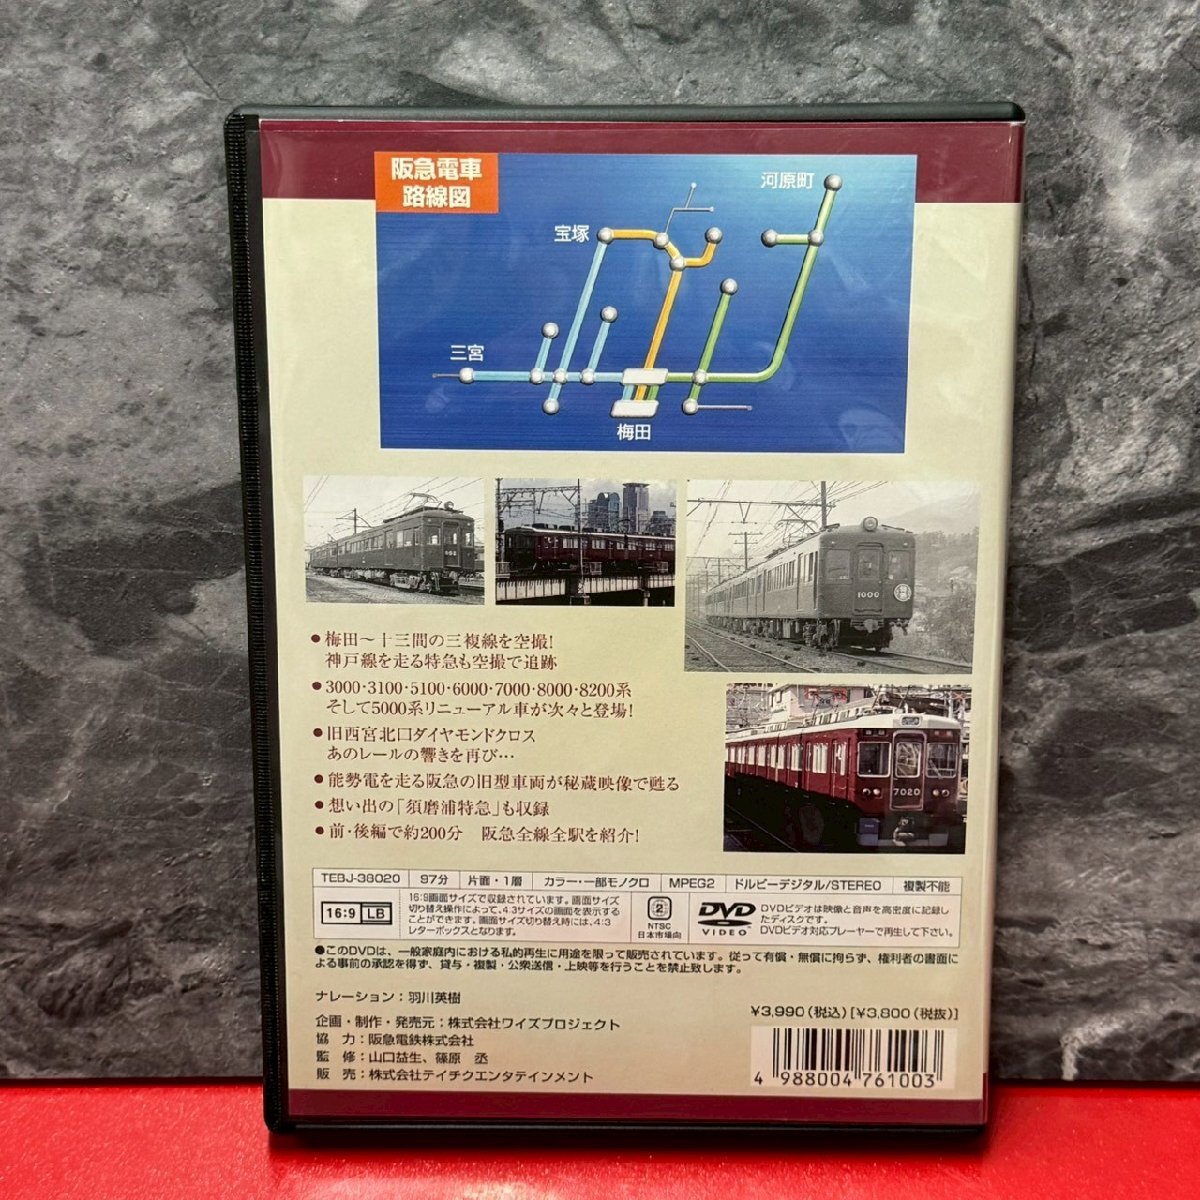 阪急電車
路線図
河原町
宝塚
三宮
梅田
1000
7020
●梅田〜十三間の三複線を空撮!
神戸線を走る特急も空撮で追跡
●3000・3100・5100・6000・7000・8000・8200系
そして5000系リニューアル車が次々と登場!
●旧西宮北口ダイヤモンドクロス
あのレールの響きを再び…
●能勢電を走る阪急の旧型車両が秘蔵映像で甦る
●想い出の「須磨浦特急」も収録
●前・後編で約200分 阪急全線全駅を紹介!
TEBJ-38020 97分 片面・1層 カラー・一部モノクロ MPEG2 ドルビーデジタル/STEREO 複製不能
16:9 LB
16:9画面サイズで収録されています。画面サイズ
切り替え操作によって、4:3サイズの画面を表示する
ことができます。画面サイズ切り替え時には、4:3
レターボックスとなります。
2
NTSC
日本市場向
DVD
VIDEO
DVDビデオは映像と音声を高密度に記録し
たディスクです。
DVDビデオ対応プレーヤーで再生して下さい。
●このDVDは、一般家庭内における私的再生に用途を限って販売されています。従って有償・無償に拘らず、権利者の書面に
よる事前の承認を得ず、貸与・複製・公衆送信・上映等を行うことを禁止致します。
ナレーション:羽川英樹
企画・制作・発売元:株式会社ワイズプロジェクト
協 力:阪急電鉄株式会社
監 修:山口益生、篠原 丞
販 売:株式会社テイチクエンタテインメント
¥3,990(税込)[¥3,800(税抜)]
4 988004 761003